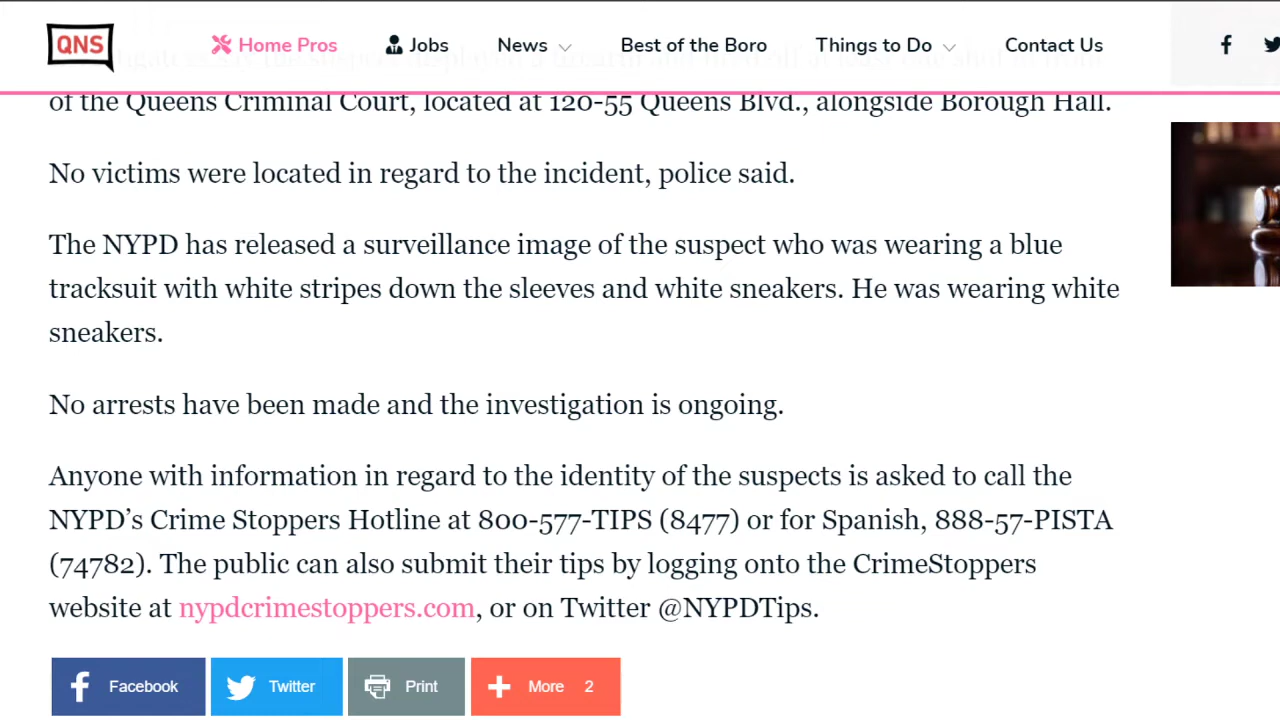 QNS
Home Pros
Jobs
News
Best of the Boro
Things to Do
Contact Us
of the Queens Criminal Court, located at 120-55 Queens Blvd., alongside Borough Hall.
No victims were located in regard to the incident, police said.
The NYPD has released a surveillance image of the suspect who was wearing a blue
tracksuit with white stripes down the sleeves and white sneakers. He was wearing white
sneakers.
No arrests have been made and the investigation is ongoing.
Anyone with information in regard to the identity of the suspects is asked to call the
NYPD’s Crime Stoppers Hotline at 800-577-TIPS (8477) or for Spanish, 888-57-PISTA
(74782). The public can also submit their tips by logging onto the CrimeStoppers
website at nypdcrimestoppers.com, or on Twitter @NYPDTips.
Facebook
Twitter
Print
More 2